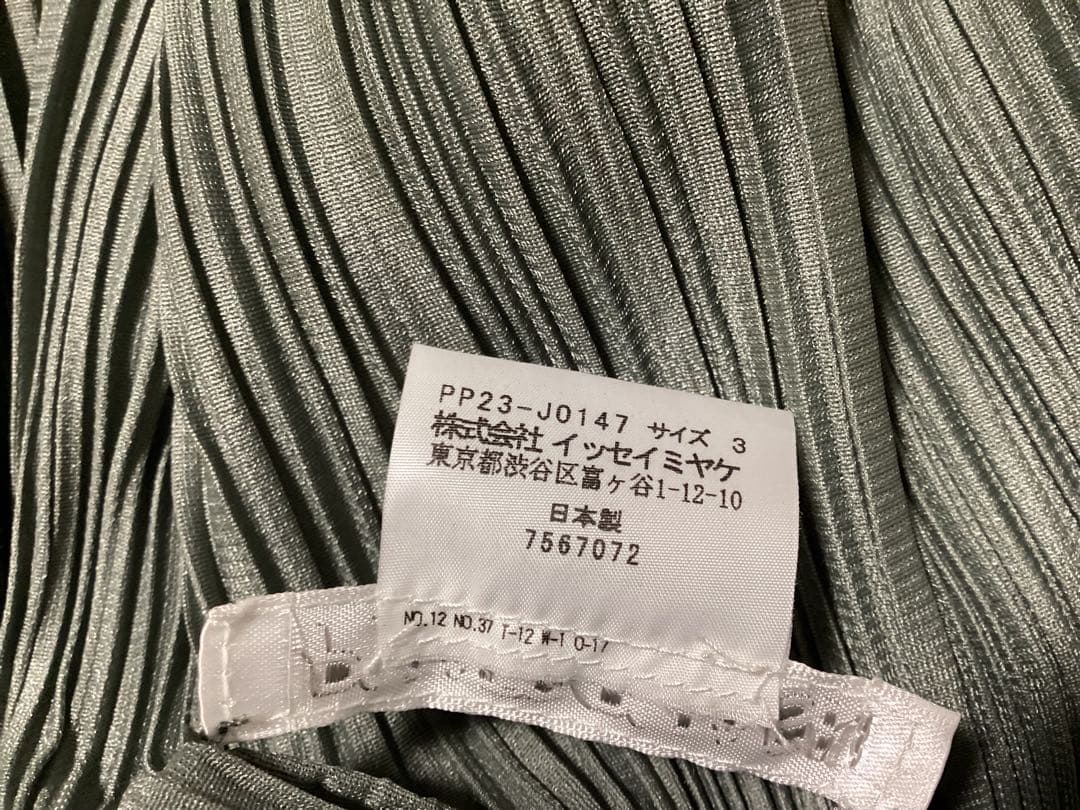 PP23-J0147 サイズ 3
株式会社 イッセイミヤケ
東京都渋谷区富ヶ谷1-12-10
日本製
7567072
NO.12 NO.37 T-12 W-1 O-17